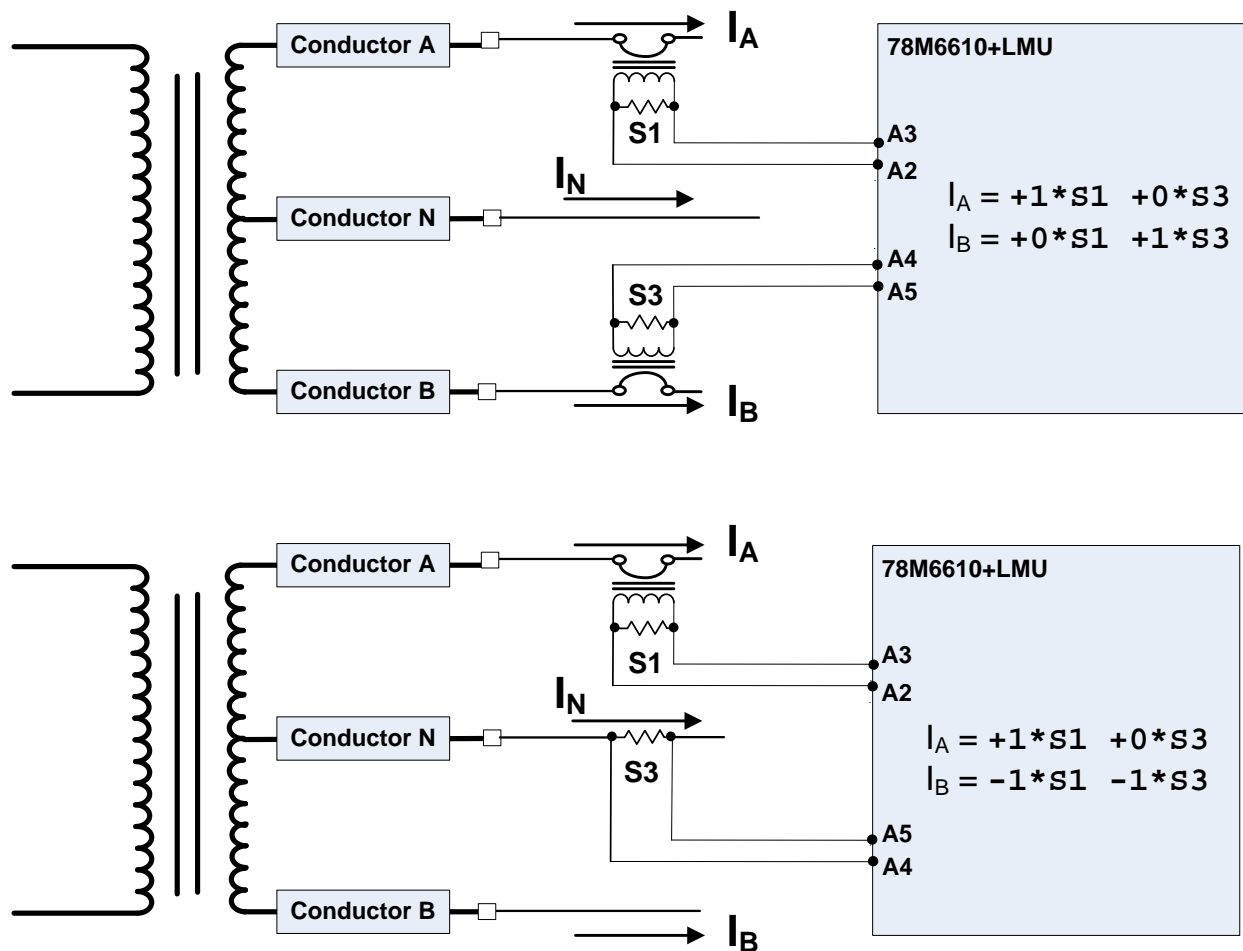 Conductor A
I_A
78M6610+LMU
S1
A3
A2
I_N
Conductor N
I_A = +1*S1 +0*S3
I_B = +0*S1 +1*S3
A4
A5
S3
Conductor B
I_B
Conductor A
I_A
78M6610+LMU
S1
A3
A2
I_N
Conductor N
S3
I_A = +1*S1 +0*S3
I_B = -1*S1 -1*S3
A5
A4
Conductor B
I_B